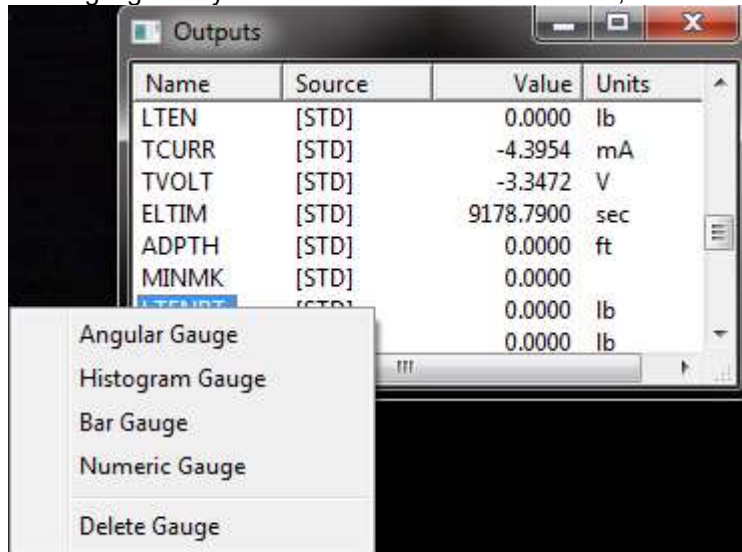 Outputs
Name Source Value Units
LTEN [STD] 0.0000 lb
TCURR [STD] -4.3954 mA
TVOLT [STD] -3.3472 V
ELTIM [STD] 9178.7900 sec
ADPTH [STD] 0.0000 ft
MINMK [STD] 0.0000
[STD] 0.0000 lb
0.0000 lb
Angular Gauge
Histogram Gauge
Bar Gauge
Numeric Gauge
Delete Gauge